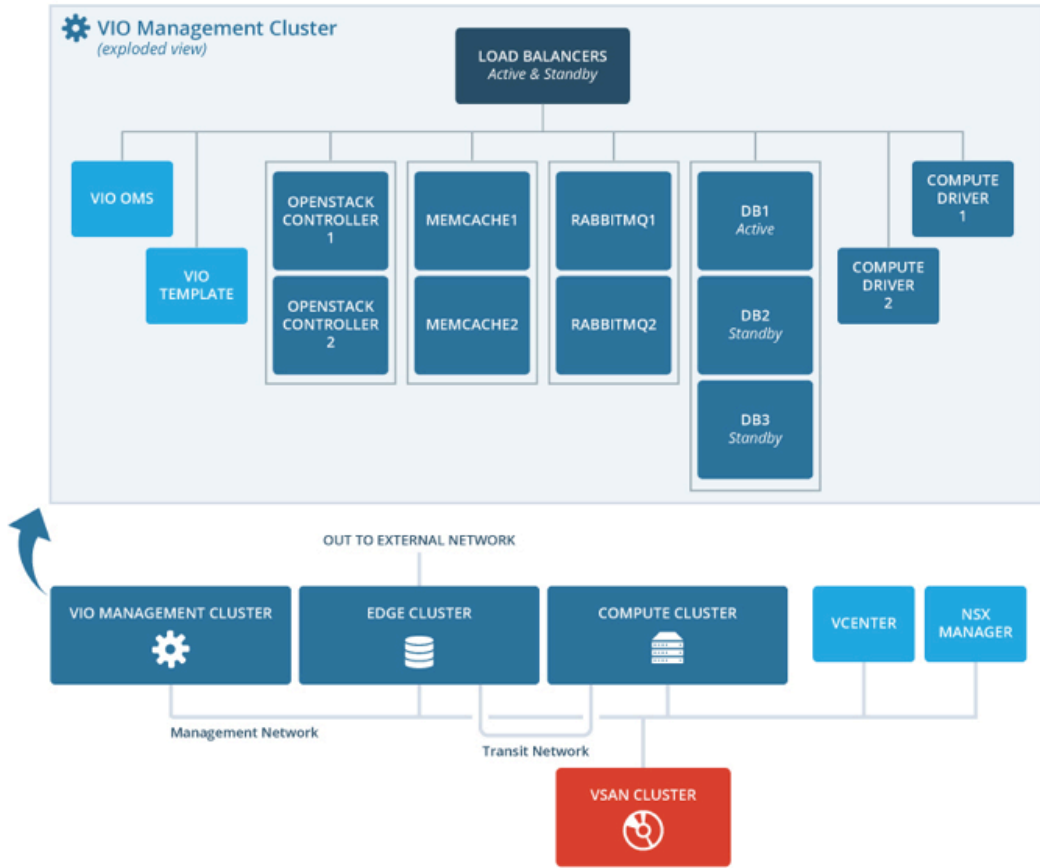 VIO Management Cluster
(exploded view)
LOAD BALANCERS
Active & Standby
VIO OMS
VIO
TEMPLATE
OPENSTACK
CONTROLLER
1
OPENSTACK
CONTROLLER
2
MEMCACHE1
MEMCACHE2
RABBITMQ1
RABBITMQ2
DB1
Active
DB2
Standby
DB3
Standby
COMPUTE
DRIVER
1
COMPUTE
DRIVER
2
OUT TO EXTERNAL NETWORK
VIO MANAGEMENT CLUSTER
EDGE CLUSTER
COMPUTE CLUSTER
VCENTER
NSX
MANAGER
Management Network
Transit Network
VSAN CLUSTER